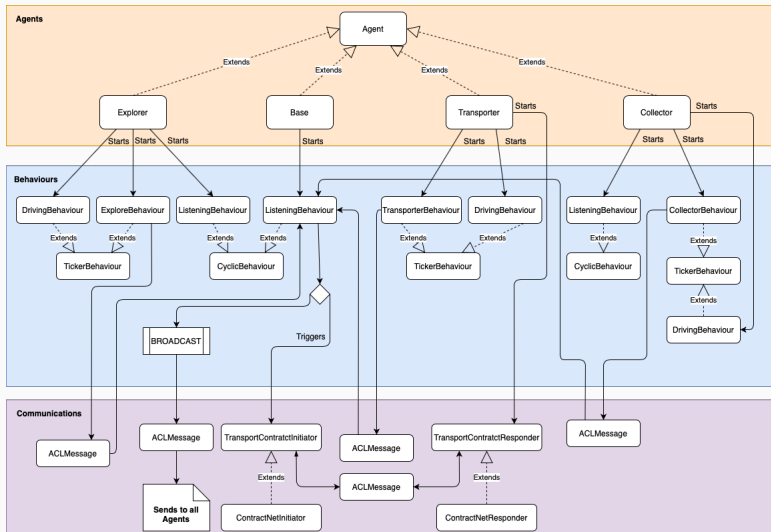 Agents
Agent
Extends
Extends
Extends
Extends
Explorer
Base
Transporter
Starts
Collector
Starts
Starts
Starts
Starts
Starts
Starts
Starts
Starts
Behaviours
DrivingBehaviour
ExploreBehaviour
ListeningBehaviour
ListeningBehaviour
TransporterBehaviour
DrivingBehaviour
ListeningBehaviour
CollectorBehaviour
Extends
Extends
Extends
Extends
Extends
Extends
Extends
Extends
TickerBehaviour
CyclicBehaviour
TickerBehaviour
CyclicBehaviour
TickerBehaviour
Extends
BROADCAST
Triggers
DrivingBehaviour
Communications
ACLMessage
ACLMessage
TransportContratctInitiator
ACLMessage
TransportContratctResponder
ACLMessage
Extends
ACLMessage
Extends
Sends to all
Agents
ContractNetInitiator
ContractNetResponder